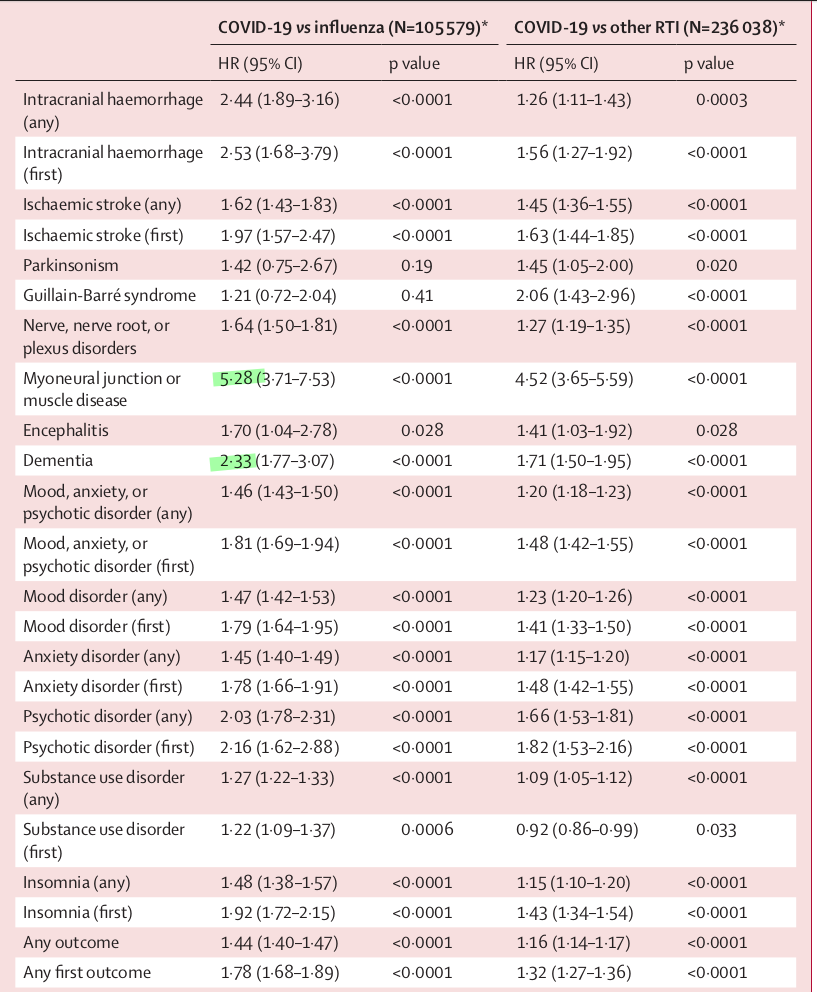 COVID-19 vs influenza (N=105 579)* COVID-19 vs other RTI (N=236 038)*
HR (95% CI) p value HR (95% CI) p value
Intracranial haemorrhage 2·44 (1·89–3·16) <0·0001 1·26 (1·11–1·43) 0·0003
(any)
Intracranial haemorrhage 2·53 (1·68–3·79) <0·0001 1·56 (1·27–1·92) <0·0001
(first)
Ischaemic stroke (any) 1·62 (1·43–1·83) <0·0001 1·45 (1·36–1·55) <0·0001
Ischaemic stroke (first) 1·97 (1·57–2·47) <0·0001 1·63 (1·44–1·85) <0·0001
Parkinsonism 1·42 (0·75–2·67) 0·19 1·45 (1·05–2·00) 0·020
Guillain-Barré syndrome 1·21 (0·72–2·04) 0·41 2·06 (1·43–2·96) <0·0001
Nerve, nerve root, or 1·64 (1·50–1·81) <0·0001 1·27 (1·19–1·35) <0·0001
plexus disorders
Myoneural junction or 5·28 (3·71–7·53) <0·0001 4·52 (3·65–5·59) <0·0001
muscle disease
Encephalitis 1·70 (1·04–2·78) 0·028 1·41 (1·03–1·92) 0·028
Dementia 2·33 (1·77–3·07) <0·0001 1·71 (1·50–1·95) <0·0001
Mood, anxiety, or 1·46 (1·43–1·50) <0·0001 1·20 (1·18–1·23) <0·0001
psychotic disorder (any)
Mood, anxiety, or 1·81 (1·69–1·94) <0·0001 1·48 (1·42–1·55) <0·0001
psychotic disorder (first)
Mood disorder (any) 1·47 (1·42–1·53) <0·0001 1·23 (1·20–1·26) <0·0001
Mood disorder (first) 1·79 (1·64–1·95) <0·0001 1·41 (1·33–1·50) <0·0001
Anxiety disorder (any) 1·45 (1·40–1·49) <0·0001 1·17 (1·15–1·20) <0·0001
Anxiety disorder (first) 1·78 (1·66–1·91) <0·0001 1·48 (1·42–1·55) <0·0001
Psychotic disorder (any) 2·03 (1·78–2·31) <0·0001 1·66 (1·53–1·81) <0·0001
Psychotic disorder (first) 2·16 (1·62–2·88) <0·0001 1·82 (1·53–2·16) <0·0001
Substance use disorder 1·27 (1·22–1·33) <0·0001 1·09 (1·05–1·12) <0·0001
(any)
Substance use disorder 1·22 (1·09–1·37) 0·0006 0·92 (0·86–0·99) 0·033
(first)
Insomnia (any) 1·48 (1·38–1·57) <0·0001 1·15 (1·10–1·20) <0·0001
Insomnia (first) 1·92 (1·72–2·15) <0·0001 1·43 (1·34–1·54) <0·0001
Any outcome 1·44 (1·40–1·47) <0·0001 1·16 (1·14–1·17) <0·0001
Any first outcome 1·78 (1·68–1·89) <0·0001 1·32 (1·27–1·36) <0·0001